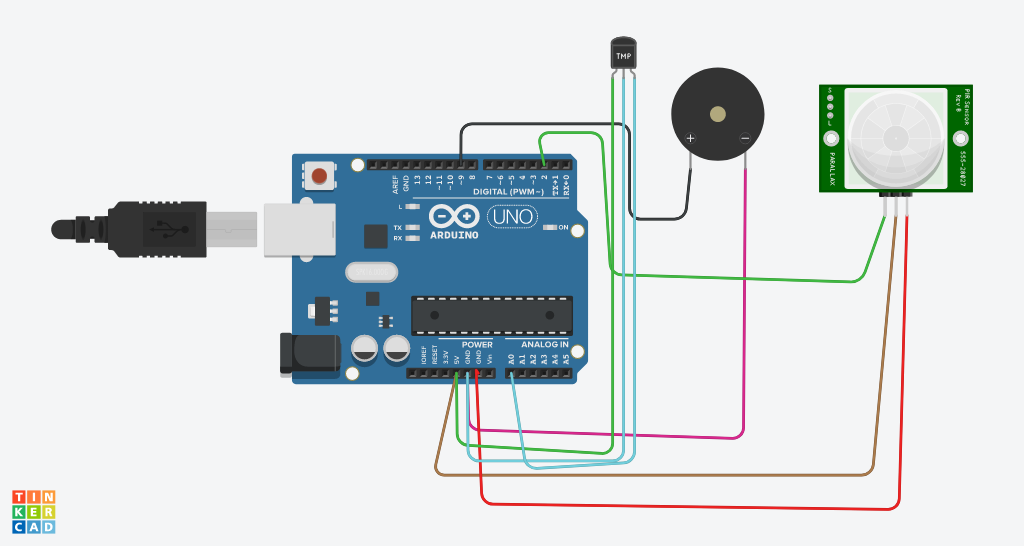 TMP
+
−
PIR SENSOR
REV B
555-28027
PARALLAX
AREF
GND
13
12
~11
~10
~9
8
7
~6
~5
4
~3
2
TX→1
RX←0
DIGITAL (PWM~)
L
TX
RX
ON
UNO
ARDUINO
POWER
ANALOG IN
IOREF
RESET
3.3V
5V
GND
GND
Vin
A0
A1
A2
A3
A4
A5
TIN
KER
CAD